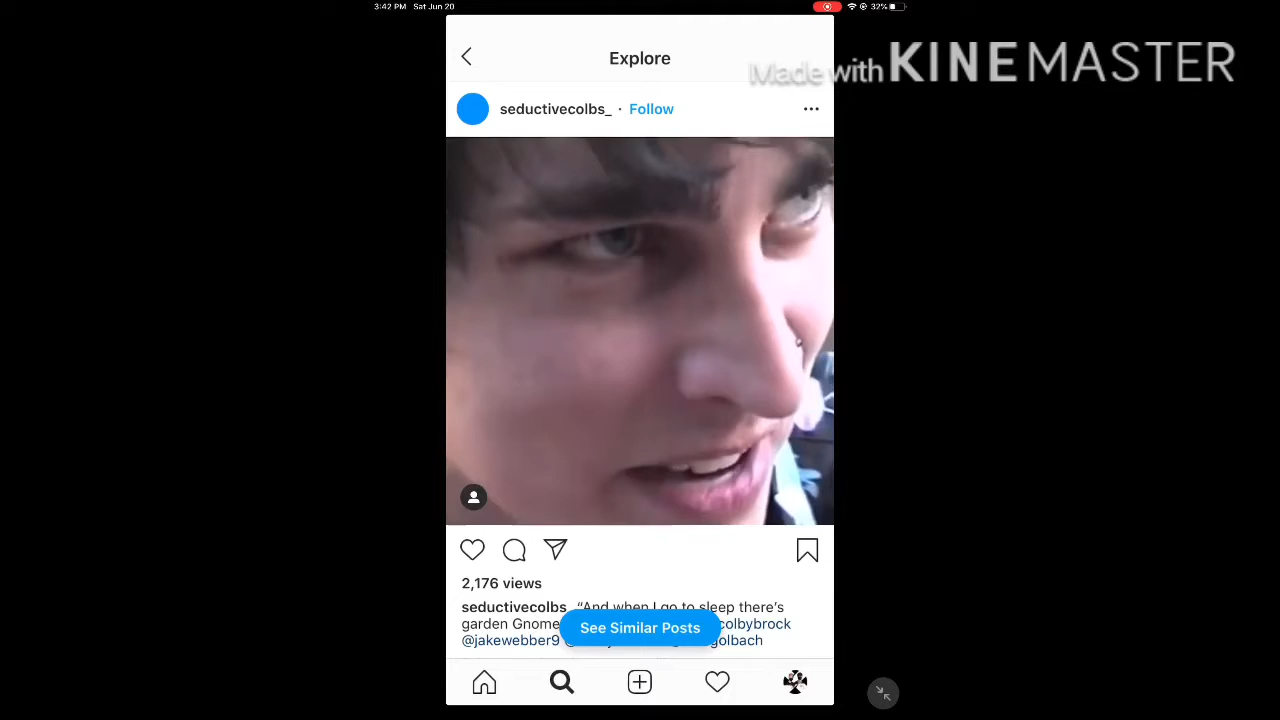 3:42 PM Sat Jun 20
32%
Explore
Made with KINEMASTER
seductivecolbs_ · Follow
2,176 views
seductivecolbs_ “And when I go to sleep there’s
garden Gnome colbybrock
@jakewebber9 golbach
See Similar Posts